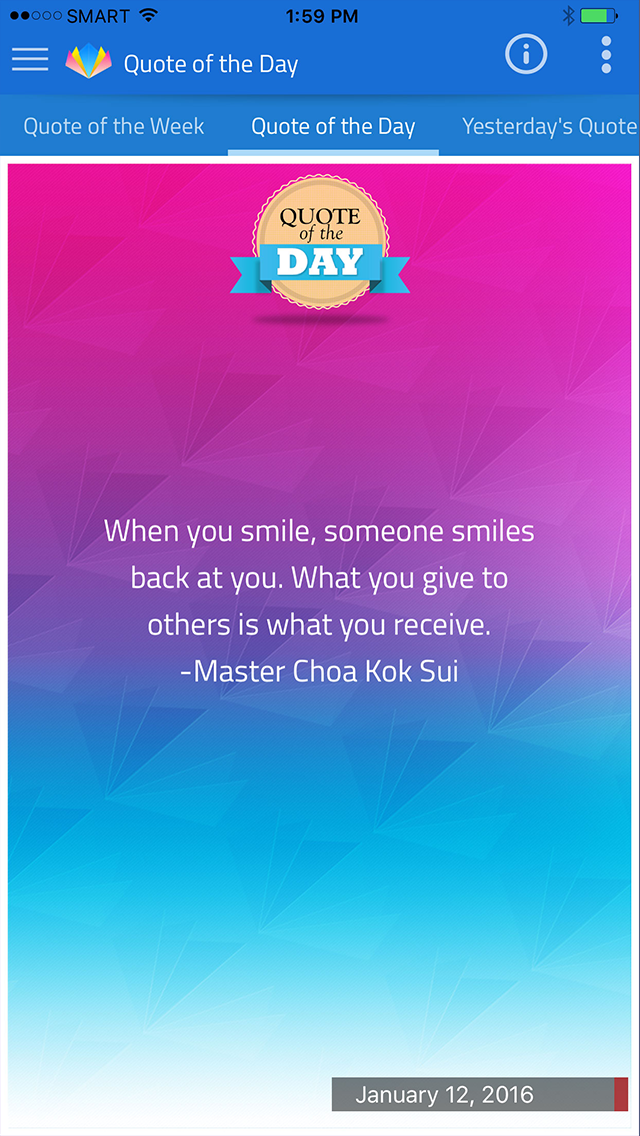 SMART 1:59 PM
Quote of the Day
Quote of the Week Quote of the Day Yesterday's Quote
QUOTE
of the
DAY
When you smile, someone smiles
back at you. What you give to
others is what you receive.
-Master Choa Kok Sui
January 12, 2016